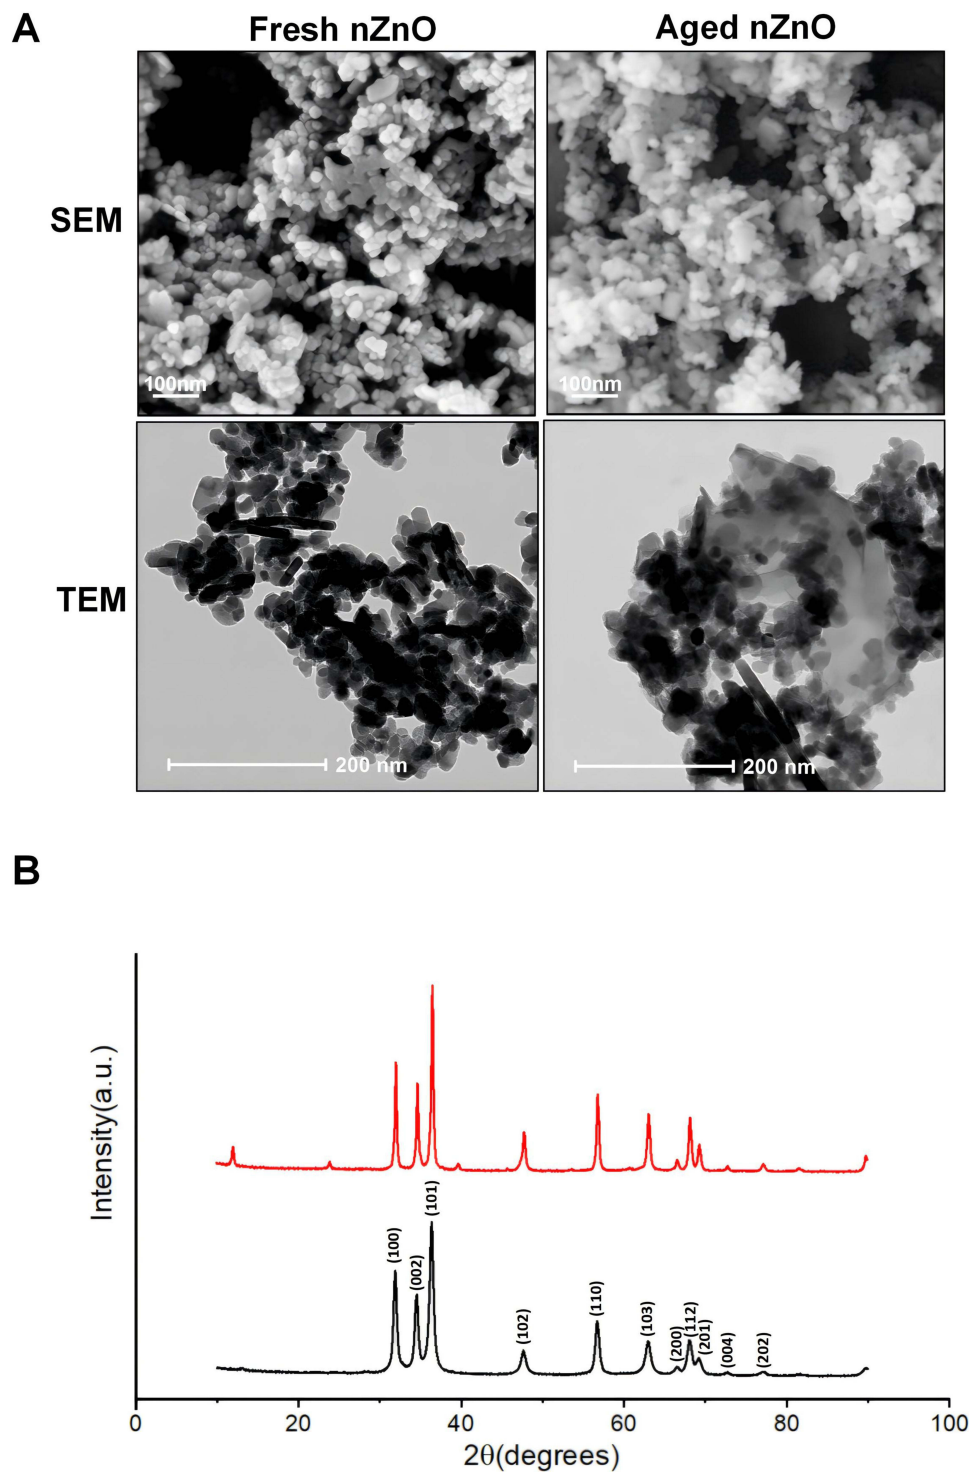 A
Fresh nZnO
Aged nZnO
SEM
100nm
100nm
TEM
200 nm
200 nm
B
Intensity(a.u.)
(100)
(002)
(101)
(102)
(110)
(103)
(200)
(112)
(201)
(004)
(202)
0
20
40
60
80
100
2θ(degrees)